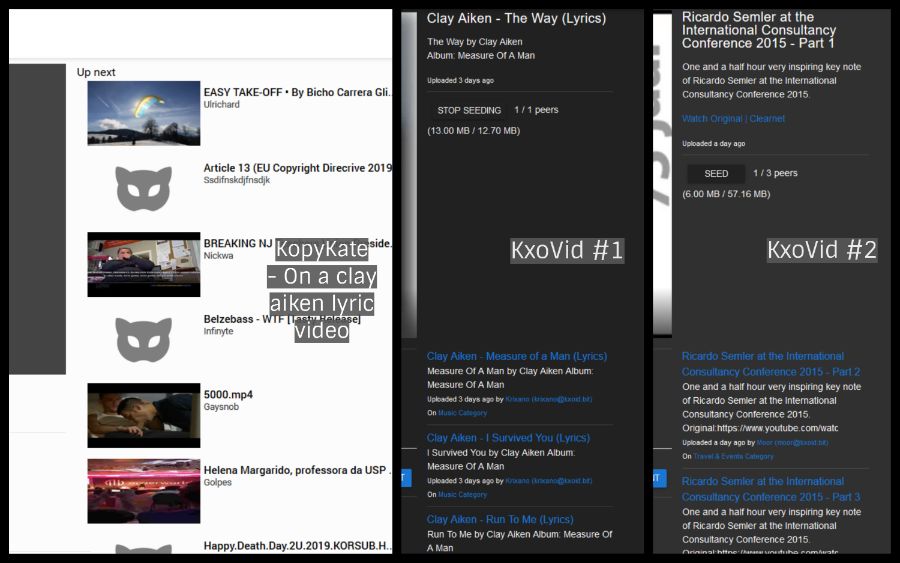 Up next
EASY TAKE-OFF • By Bicho Carrera Gli...
Ulrichard
Article 13 (EU Copyright Direcrive 2019
Ssdifnskdjfnsdjk
BREAKING NJ
Nickwa
Belzebass - WTF [Tasty Release]
Infinyte
5000.mp4
Gaysnob
Helena Margarido, professora da USP ...
Golpes
Happy.Death.Day.2U.2019.KORSUB.H...
KopyKate
- On a clay
aiken lyric
video
Clay Aiken - The Way (Lyrics)
The Way by Clay Aiken
Album: Measure Of A Man
Uploaded 3 days ago
STOP SEEDING 1 / 1 peers
(13.00 MB / 12.70 MB)
KxoVid #1
Clay Aiken - Measure of a Man (Lyrics)
Measure Of A Man by Clay Aiken Album:
Measure Of A Man
Uploaded 3 days ago by Krixano (krixano@kxoid.bit)
On Music Category
Clay Aiken - I Survived You (Lyrics)
I Survived You by Clay Aiken Album:
Measure Of A Man
Uploaded 3 days ago by Krixano (krixano@kxoid.bit)
On Music Category
Clay Aiken - Run To Me (Lyrics)
Run To Me by Clay Aiken Album: Measure Of
A Man
Ricardo Semler at the
International Consultancy
Conference 2015 - Part 1
One and a half hour very inspiring key note
of Ricardo Semler at the International
Consultancy Conference 2015.
Watch Original | Clearnet
Uploaded a day ago
SEED 1 / 3 peers
(6.00 MB / 57.16 MB)
KxoVid #2
Ricardo Semler at the International
Consultancy Conference 2015 - Part 2
One and a half hour very inspiring key note
of Ricardo Semler at the International
Consultancy Conference 2015.
Original:https://www.youtube.com/watc
Uploaded a day ago by Moor (moor@kxoid.bit)
On Travel & Events Category
Ricardo Semler at the International
Consultancy Conference 2015 - Part 3
One and a half hour very inspiring key note
of Ricardo Semler at the International
Consultancy Conference 2015.
Original:https://www.youtube.com/watc